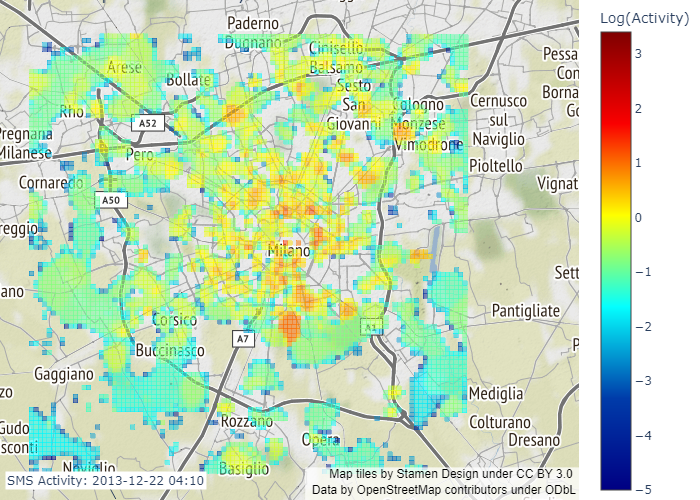 Log(Activity)
Paderno
Dugnano
Cinisello
Balsamo
Arese
Bollate
Sesto
San
Giovanni
Cologno
Monzese
Vimodrone
Cernusco
sul
Naviglio
Pioltello
Pessa
Con
Borna
Go
Rho
A52
Pregnana
Milanese
Pero
Cornaredo
A50
Vignat
reggio
Milano
Sett
ano
Pantigliate
Corsico
A1
A7
Buccinasco
P
Gaggiano
zo
Mediglia
Rozzano
Colturano
Gudo
sconti
Opera
Dresano
Noviglio
Basiglio
SMS Activity: 2013-12-22 04:10
Map tiles by Stamen Design under CC BY 3.0
Data by OpenStreetMap contributors under ODbL
3
2
1
0
−1
−2
−3
−4
−5